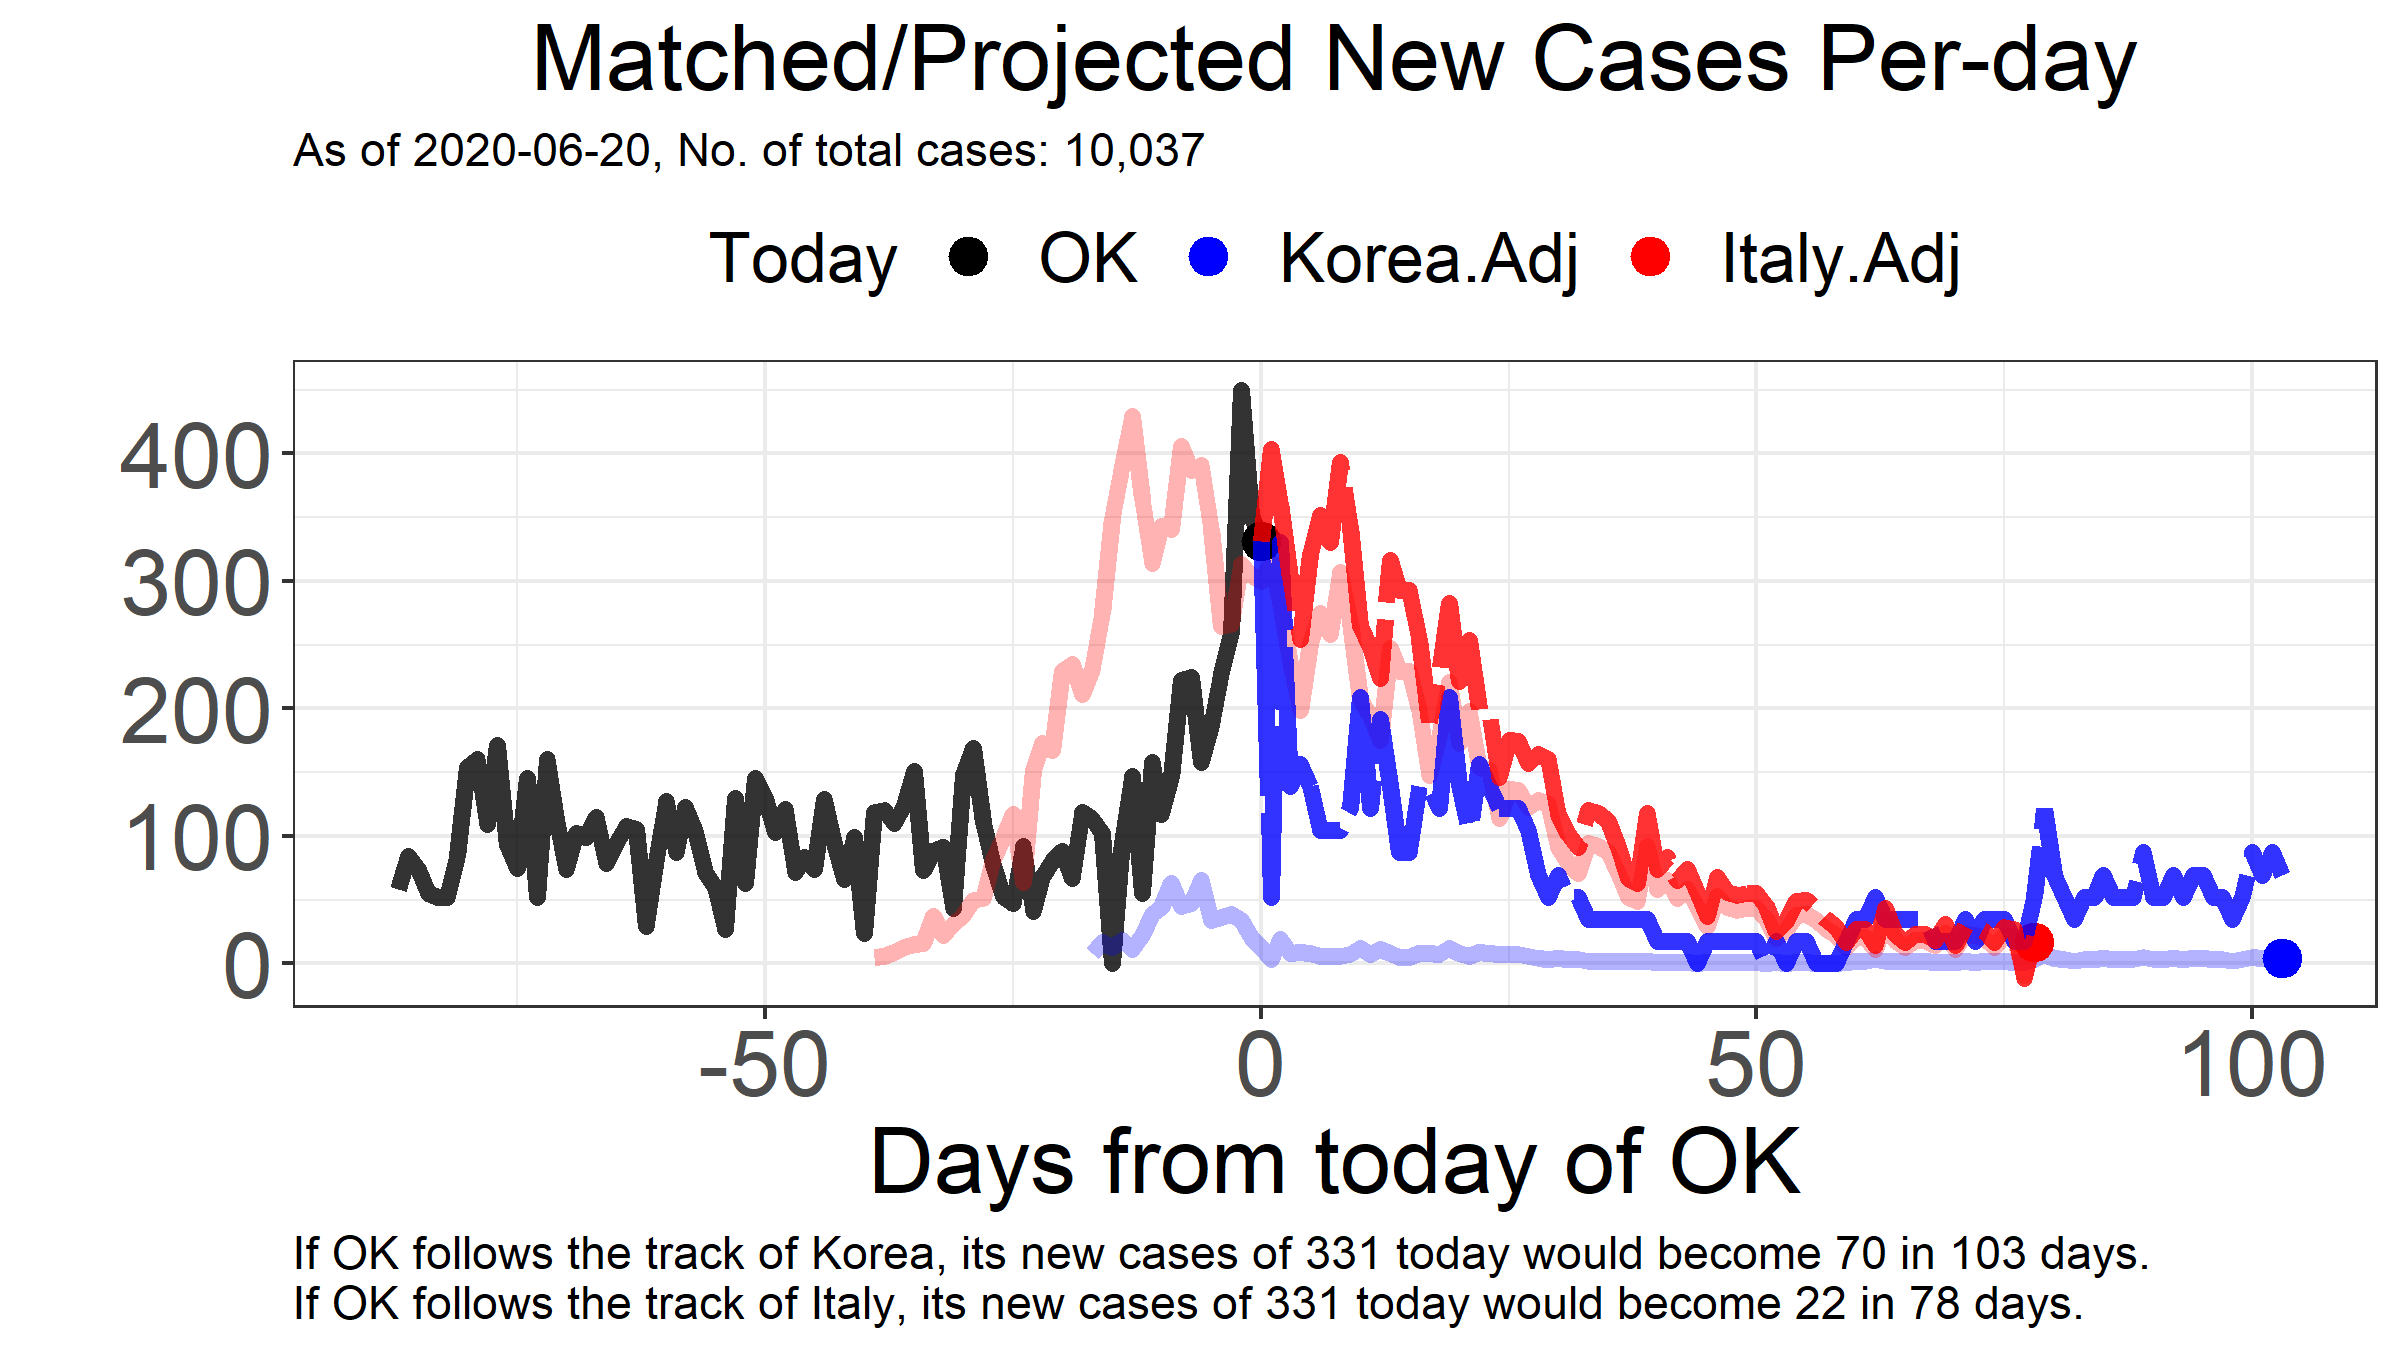 Matched/Projected New Cases Per-day
As of 2020-06-20, No. of total cases: 10,037
Today OK Korea.Adj Italy.Adj
400
300
200
100
0
-50 0 50 100
Days from today of OK
If OK follows the track of Korea, its new cases of 331 today would become 70 in 103 days.
If OK follows the track of Italy, its new cases of 331 today would become 22 in 78 days.